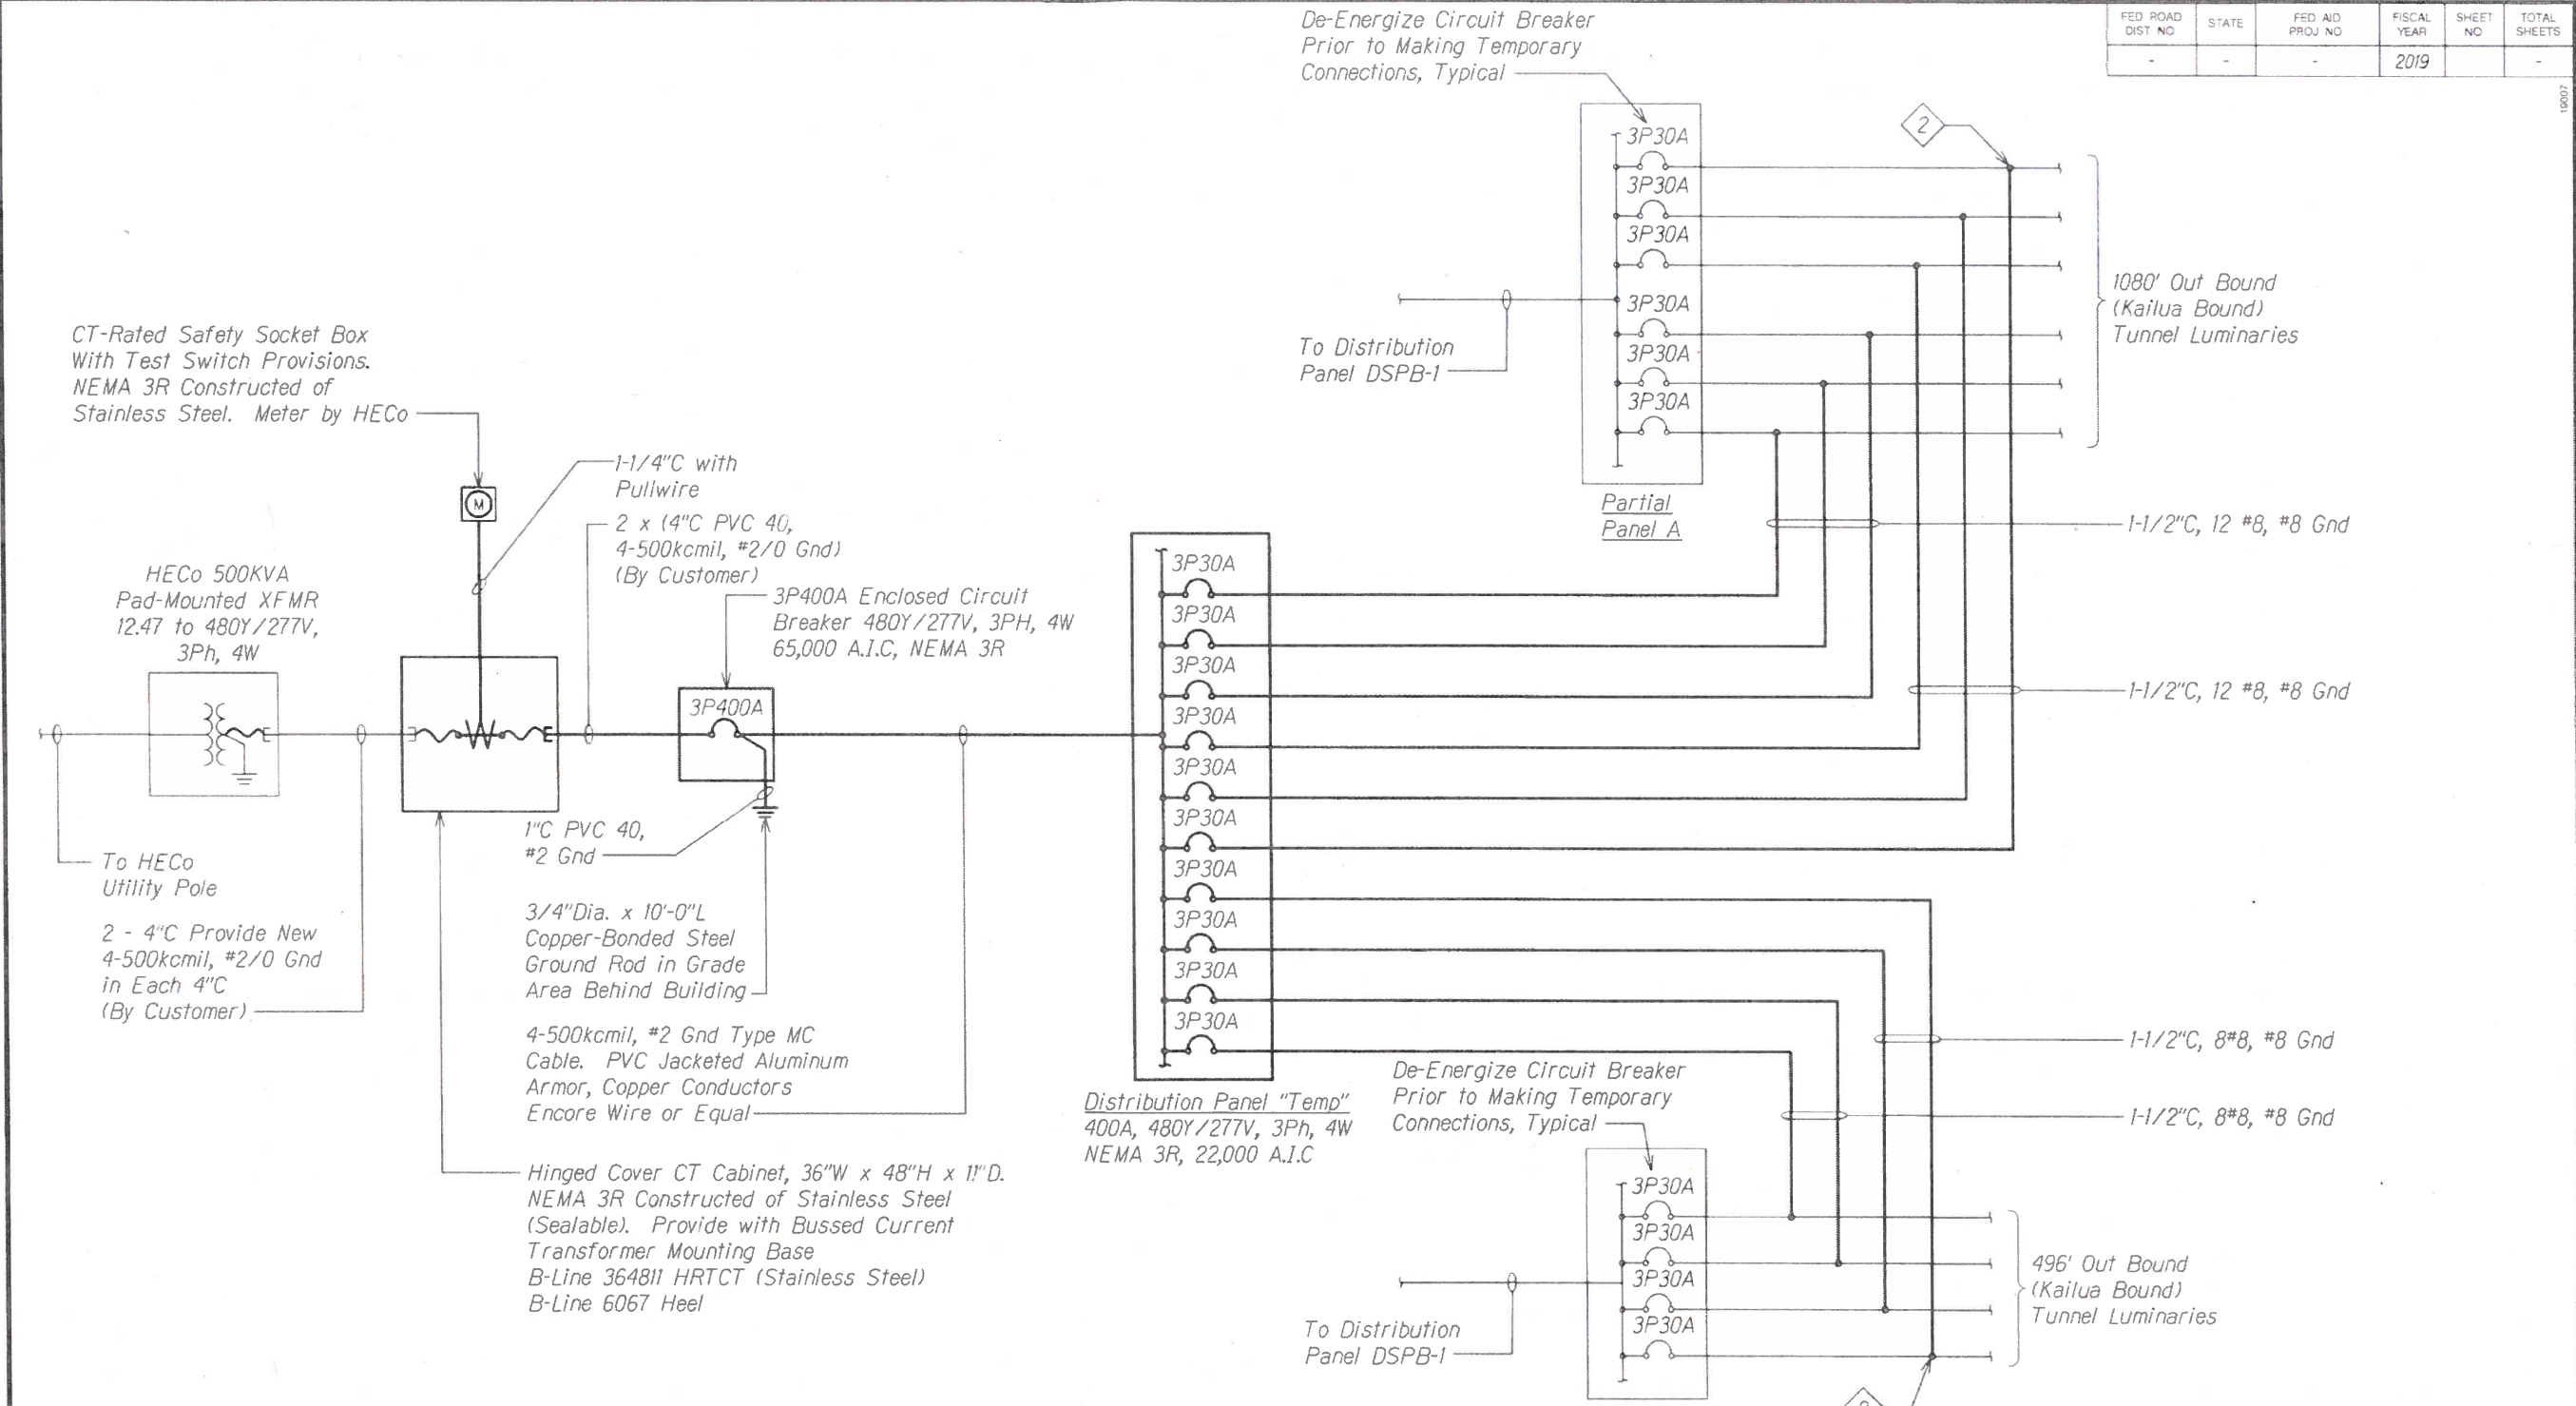 FED ROAD
DIST NO
STATE
FED AID
PROJ NO
FISCAL
YEAR
SHEET
NO
TOTAL
SHEETS
-
-
-
2019
-
19007
De-Energize Circuit Breaker
Prior to Making Temporary
Connections, Typical
3P30A
3P30A
3P30A
3P30A
3P30A
3P30A
2
1080' Out Bound
(Kailua Bound)
Tunnel Luminaries
To Distribution
Panel DSPB-1
Partial
Panel A
1-1/2"C, 12 #8, #8 Gnd
1-1/2"C, 12 #8, #8 Gnd
CT-Rated Safety Socket Box
With Test Switch Provisions.
NEMA 3R Constructed of
Stainless Steel. Meter by HECo
M
1-1/4"C with
Pullwire
2 x (4"C PVC 40,
4-500kcmil, #2/0 Gnd)
(By Customer)
3P400A Enclosed Circuit
Breaker 480Y/277V, 3PH, 4W
65,000 A.I.C, NEMA 3R
HECo 500KVA
Pad-Mounted XFMR
12.47 to 480Y/277V,
3Ph, 4W
3P400A
To HECo
Utility Pole
2 - 4"C Provide New
4-500kcmil, #2/0 Gnd
in Each 4"C
(By Customer)
1"C PVC 40,
#2 Gnd
3/4"Dia. x 10'-0"L
Copper-Bonded Steel
Ground Rod in Grade
Area Behind Building
4-500kcmil, #2 Gnd Type MC
Cable. PVC Jacketed Aluminum
Armor, Copper Conductors
Encore Wire or Equal
Hinged Cover CT Cabinet, 36"W x 48"H x 11"D.
NEMA 3R Constructed of Stainless Steel
(Sealable). Provide with Bussed Current
Transformer Mounting Base
B-Line 364811 HRTCT (Stainless Steel)
B-Line 6067 Heel
3P30A
3P30A
3P30A
3P30A
3P30A
3P30A
3P30A
3P30A
3P30A
3P30A
Distribution Panel "Temp"
400A, 480Y/277V, 3Ph, 4W
NEMA 3R, 22,000 A.I.C
1-1/2"C, 8#8, #8 Gnd
1-1/2"C, 8#8, #8 Gnd
De-Energize Circuit Breaker
Prior to Making Temporary
Connections, Typical
3P30A
3P30A
3P30A
3P30A
To Distribution
Panel DSPB-1
496' Out Bound
(Kailua Bound)
Tunnel Luminaries